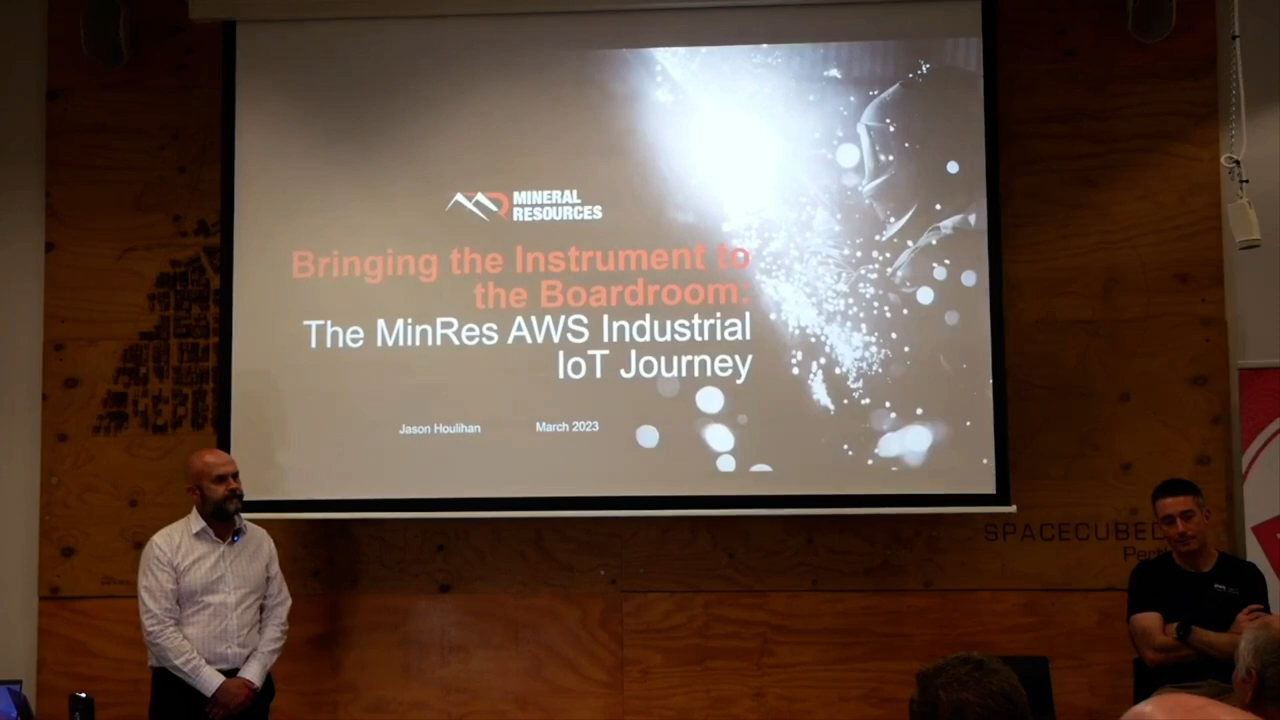 MINERAL
RESOURCES
Bringing the Instrument to
the Boardroom:
The MinRes AWS Industrial
IoT Journey
Jason Houlihan March 2023
SPACECUBED